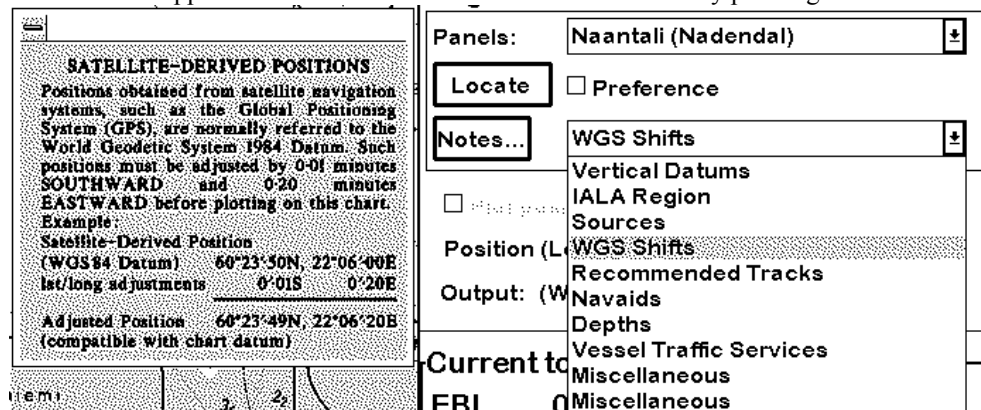 SATELLITE-DERIVED POSITIONS
Positions obtained from satellite navigation
systems, such as the Global Positioning
System (GPS), are normally referred to the
World Geodetic System 1984 Datum. Such
positions must be adjusted by 0·01 minutes
SOUTHWARD and 0·20 minutes
EASTWARD before plotting on this chart.
Example:
Satellite-Derived Position
(WGS84 Datum) 60°23'·50N, 22°06'·00E
lat/long adjustments 0'·01S 0'·20E
Adjusted Position 60°23'·49N, 22°06'·20E
(compatible with chart datum)
Panels: Naantali (Nadendal)
Locate Preference
Notes... WGS Shifts
Vertical Datums
IALA Region
Sources
WGS Shifts
Recommended Tracks
Navaids
Depths
Vessel Traffic Services
Miscellaneous
Miscellaneous
Position (L
Output: (W
Current to
EBL 0